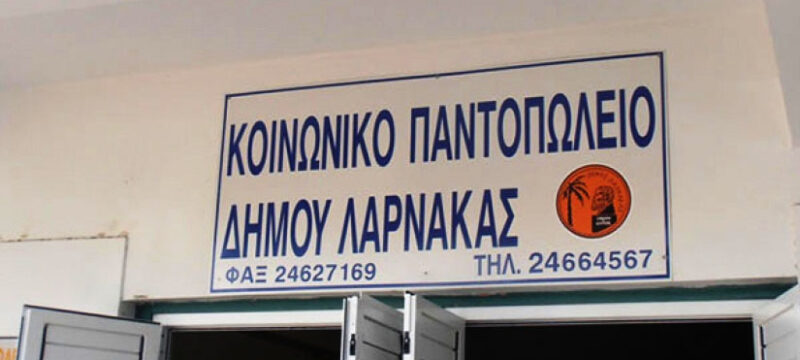 ΚΟΙΝΩΝΙΚΟ ΠΑΝΤΟΠΩΛΕΙΟ
ΔΗΜΟΥ ΛΑΡΝΑΚΑΣ
ΦΑΞ 24627169 ΤΗΛ. 24664567